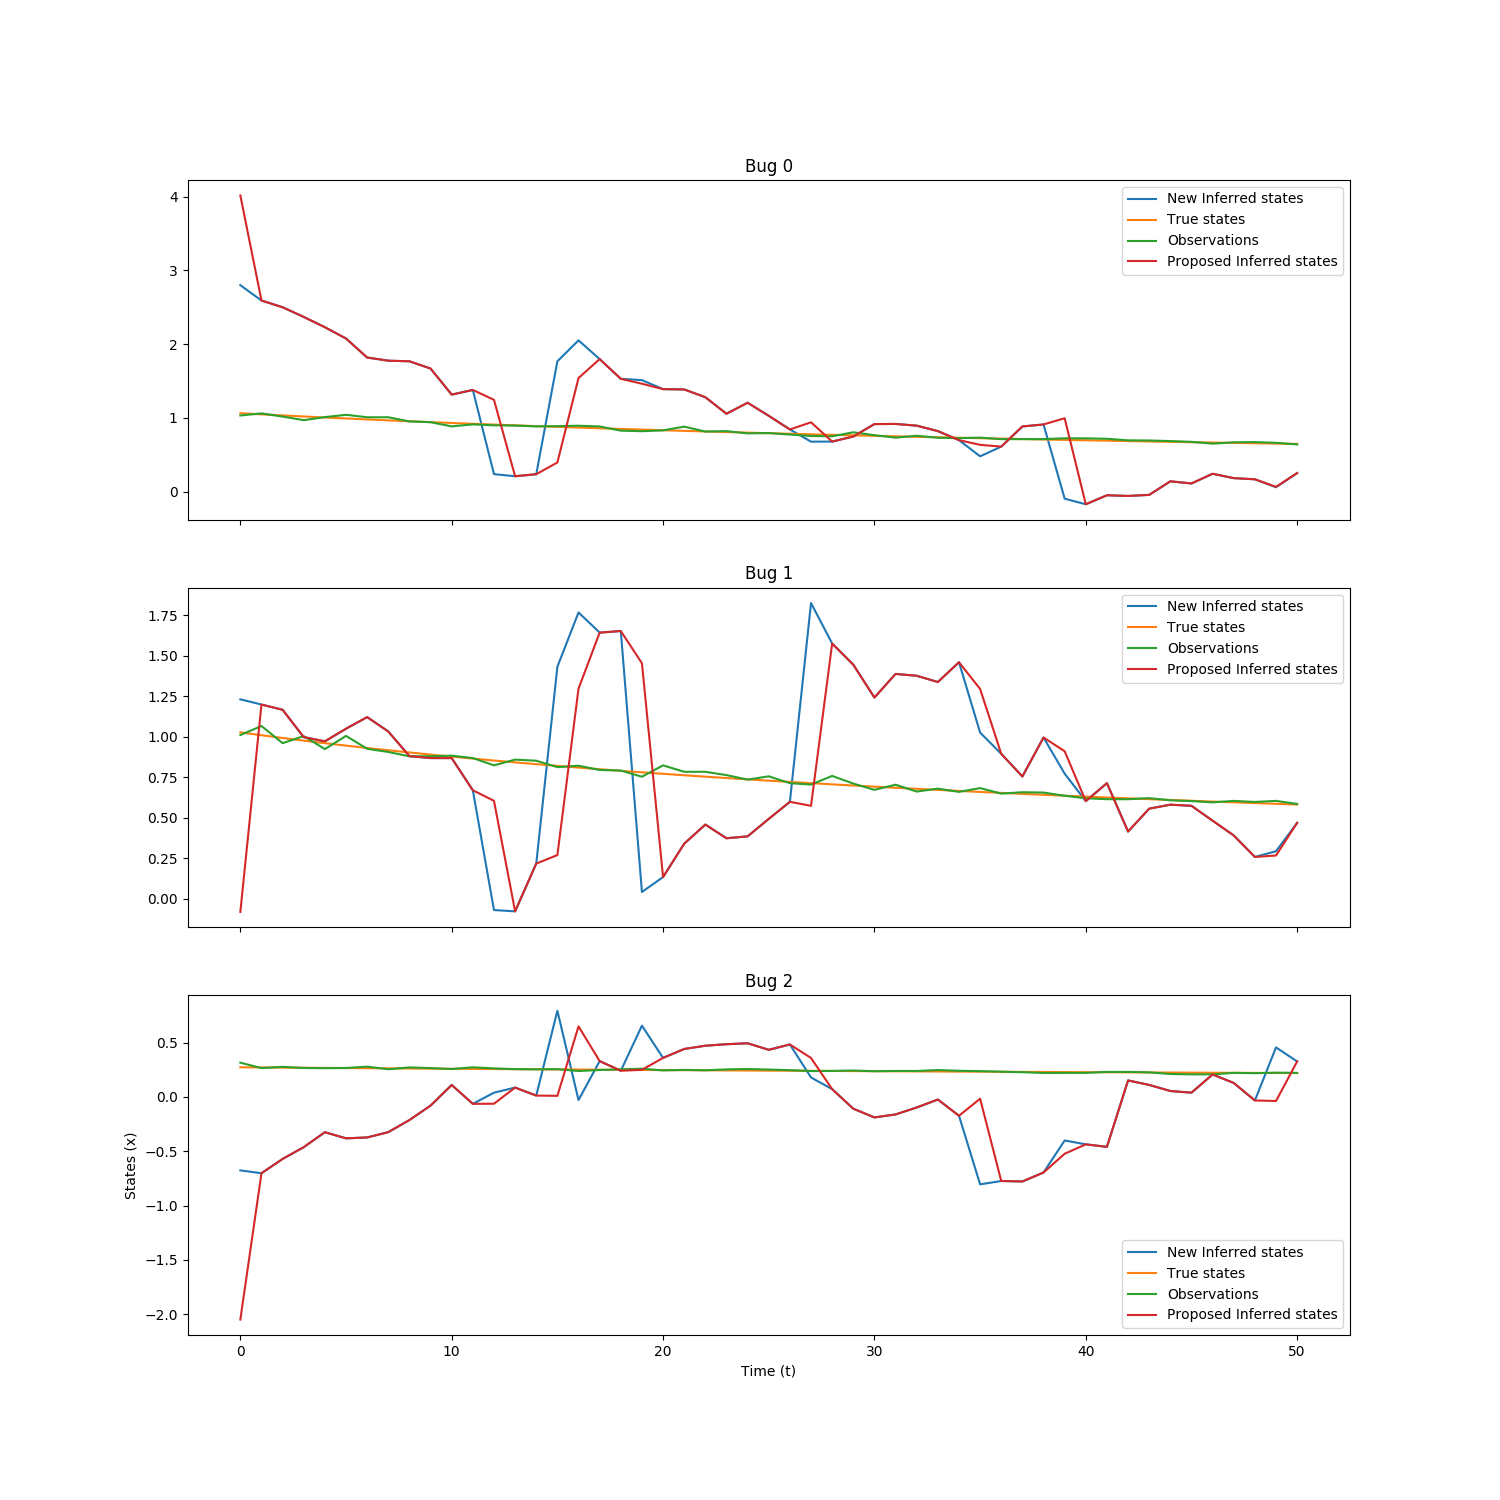 Bug 0
4
3
2
1
0
New Inferred states
True states
Observations
Proposed Inferred states
Bug 1
1.75
1.50
1.25
1.00
0.75
0.50
0.25
0.00
New Inferred states
True states
Observations
Proposed Inferred states
Bug 2
States (x)
0.5
0.0
−0.5
−1.0
−1.5
−2.0
New Inferred states
True states
Observations
Proposed Inferred states
0 10 20 30 40 50
Time (t)